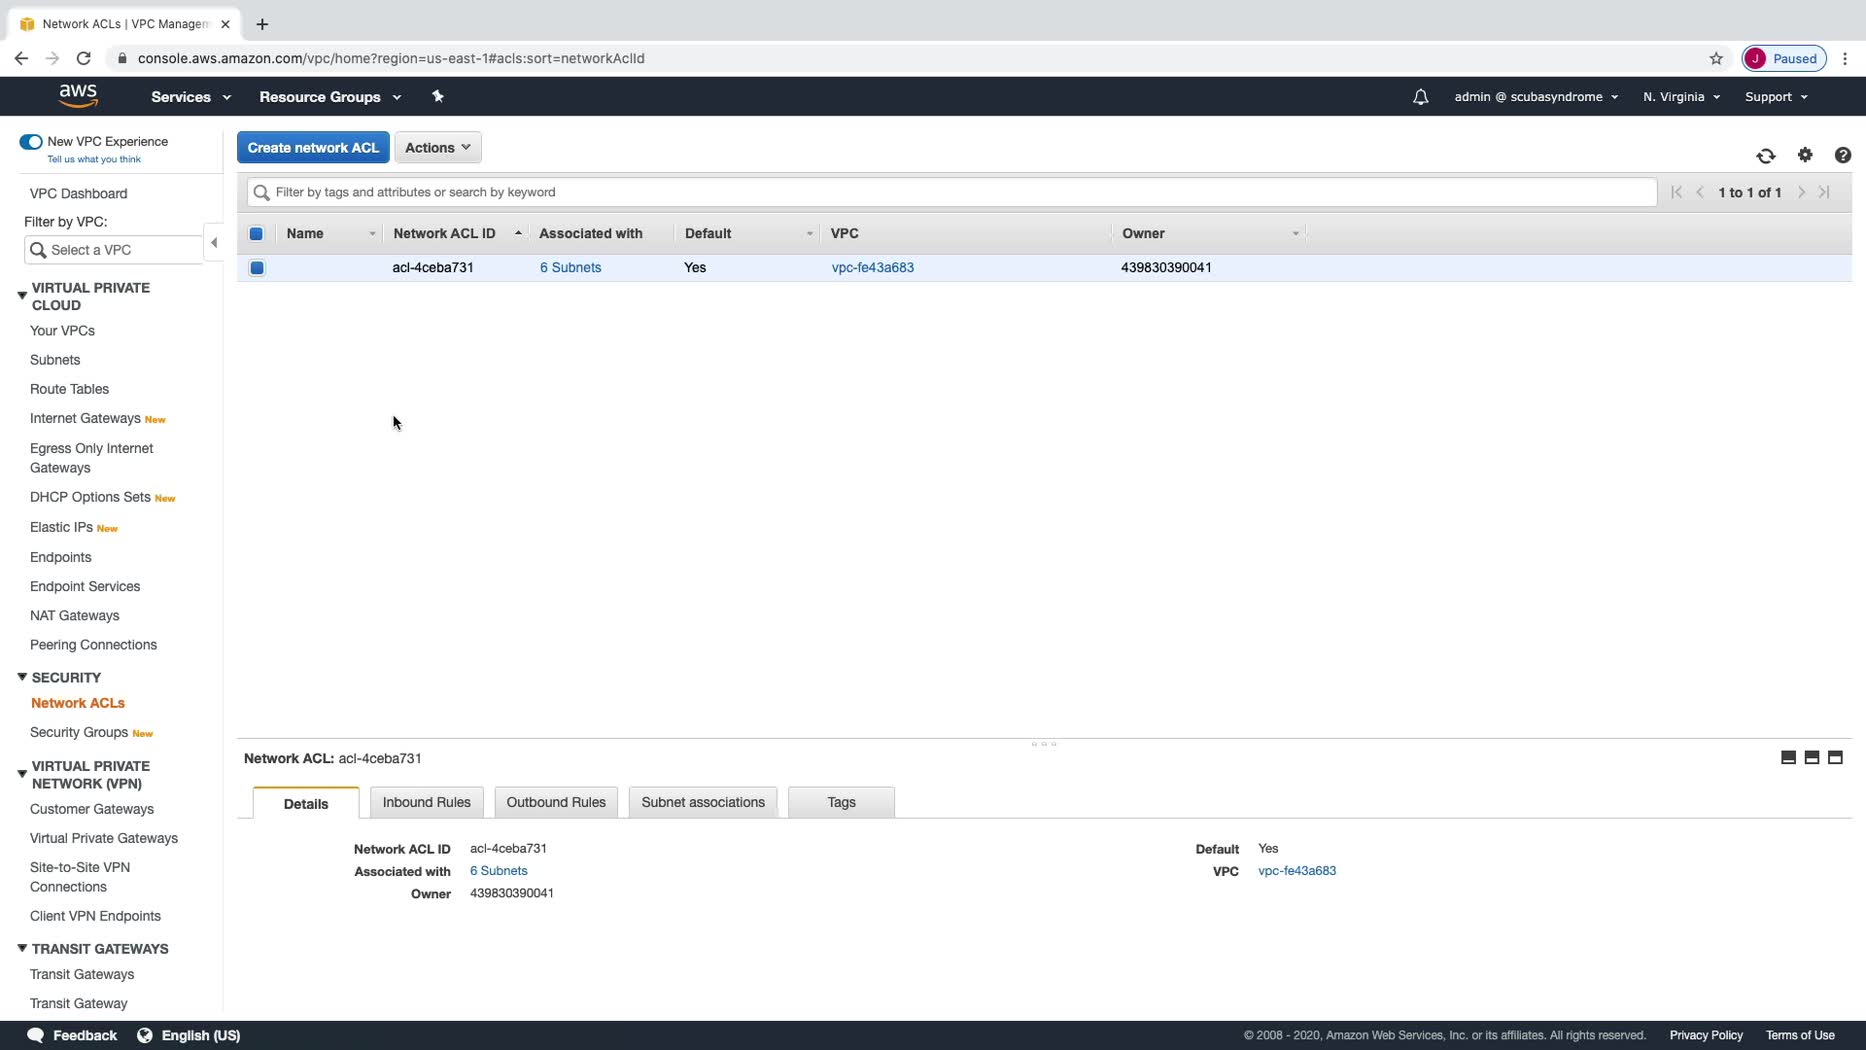 Network ACLs | VPC Managem
console.aws.amazon.com/vpc/home?region=us-east-1#acls:sort=networkAclId
J Paused
aws Services Resource Groups admin @ scubasyndrome N. Virginia Support
New VPC Experience
Tell us what you think
VPC Dashboard
Filter by VPC:
Select a VPC
VIRTUAL PRIVATE
CLOUD
Your VPCs
Subnets
Route Tables
Internet Gateways New
Egress Only Internet
Gateways
DHCP Options Sets New
Elastic IPs New
Endpoints
Endpoint Services
NAT Gateways
Peering Connections
SECURITY
Network ACLs
Security Groups New
VIRTUAL PRIVATE
NETWORK (VPN)
Customer Gateways
Virtual Private Gateways
Site-to-Site VPN
Connections
Client VPN Endpoints
TRANSIT GATEWAYS
Transit Gateways
Transit Gateway
Create network ACL Actions
Filter by tags and attributes or search by keyword 1 to 1 of 1
Name Network ACL ID Associated with Default VPC Owner
acl-4ceba731 6 Subnets Yes vpc-fe43a683 439830390041
Network ACL: acl-4ceba731
Details Inbound Rules Outbound Rules Subnet associations Tags
Network ACL ID acl-4ceba731 Default Yes
Associated with 6 Subnets VPC vpc-fe43a683
Owner 439830390041
Feedback English (US) © 2008 - 2020, Amazon Web Services, Inc. or its affiliates. All rights reserved. Privacy Policy Terms of Use